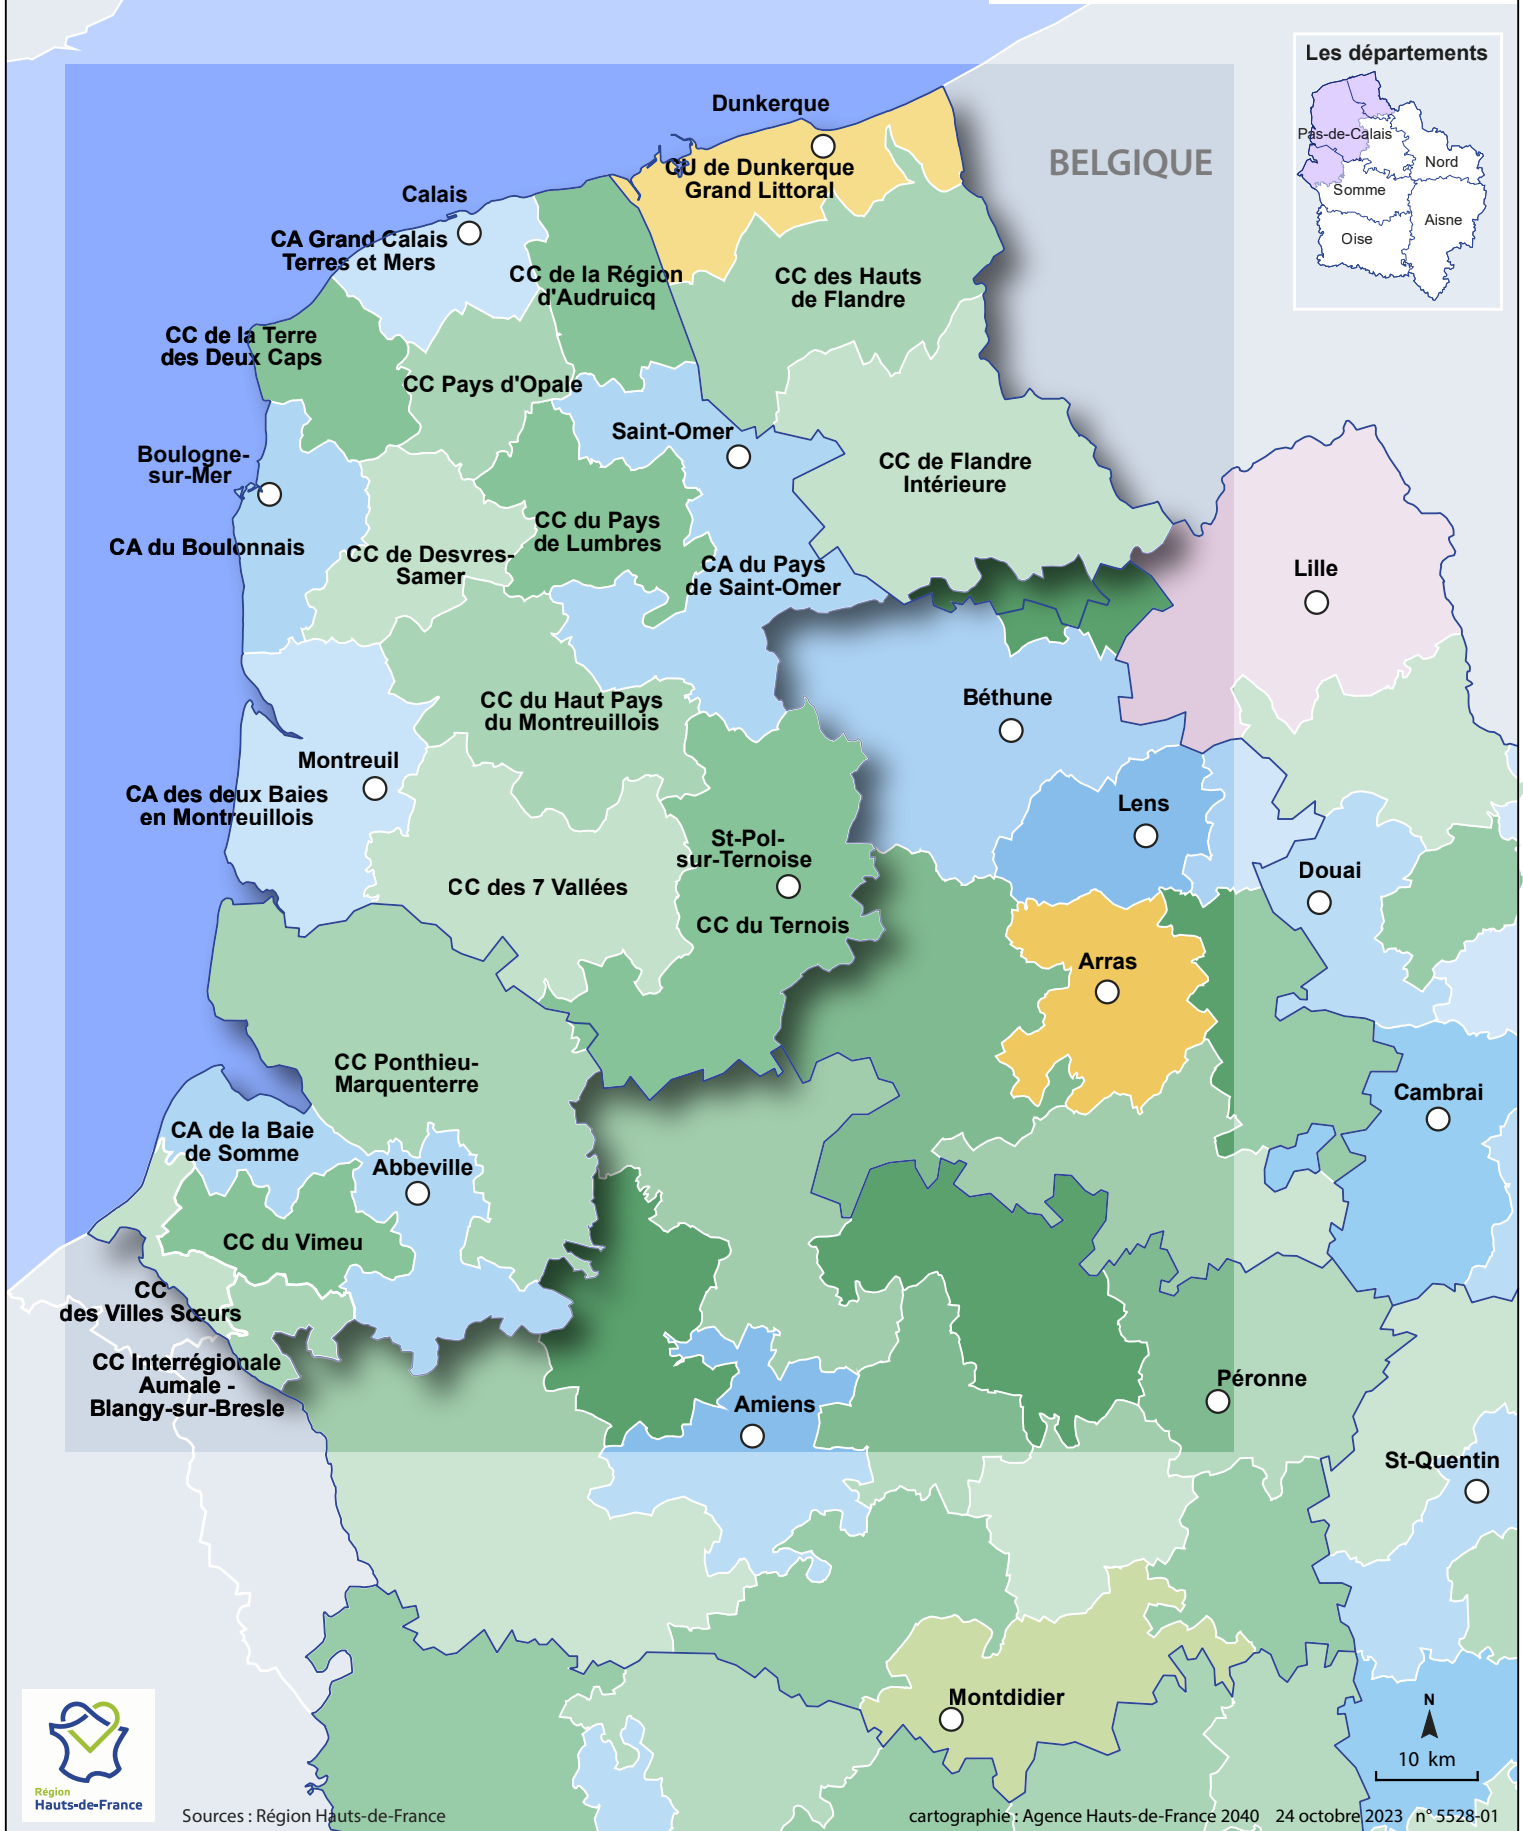 Les départements
Pas-de-Calais
Nord
Somme
Aisne
Oise
BELGIQUE
Dunkerque
CU de Dunkerque
Grand Littoral
Calais
CA Grand Calais
Terres et Mers
CC de la Région
d'Audruicq
CC des Hauts
de Flandre
CC de la Terre
des Deux Caps
CC Pays d'Opale
Saint-Omer
Boulogne-
sur-Mer
CC de Flandre
Intérieure
CC du Pays
de Lumbres
CA du Boulonnais
CC de Desvres-
Samer
CA du Pays
de Saint-Omer
Lille
CC du Haut Pays
du Montreuillois
Béthune
Montreuil
CA des deux Baies
en Montreuillois
Lens
St-Pol-
sur-Ternoise
CC des 7 Vallées
Douai
CC du Ternois
Arras
CC Ponthieu-
Marquenterre
Cambrai
CA de la Baie
de Somme
Abbeville
CC du Vimeu
CC
des Villes Sœurs
CC Interrégionale
Aumale -
Blangy-sur-Bresle
Amiens
Péronne
St-Quentin
Montdidier
N
10 km
Région
Hauts-de-France
Sources : Région Hauts-de-France
cartographie : Agence Hauts-de-France 2040 24 octobre 2023 n° 5528-01